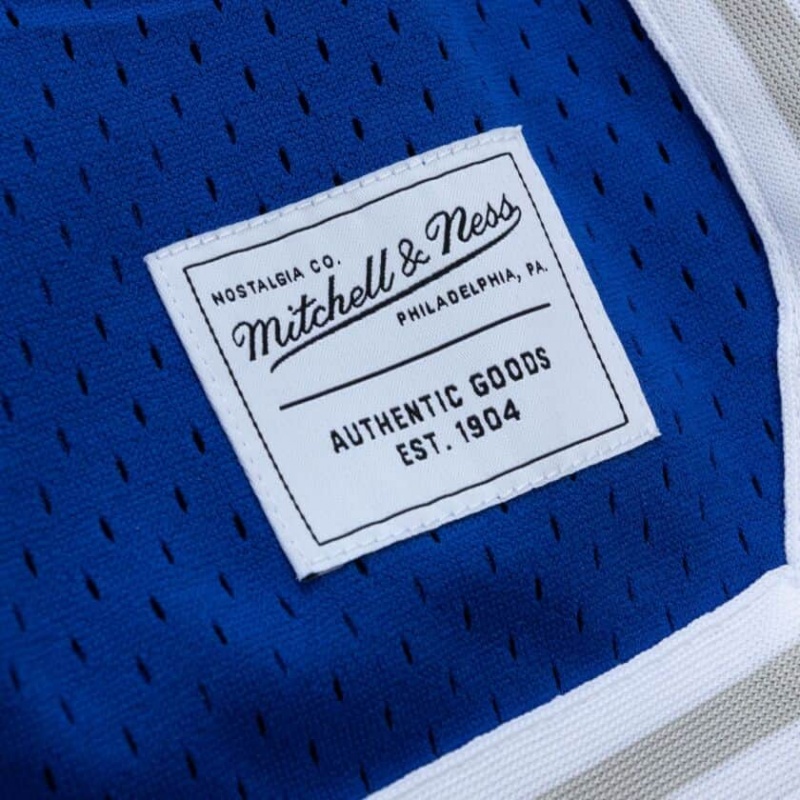 NOSTALGIA CO.
Mitchell & Ness
PHILADELPHIA, PA.
AUTHENTIC GOODS
EST. 1904